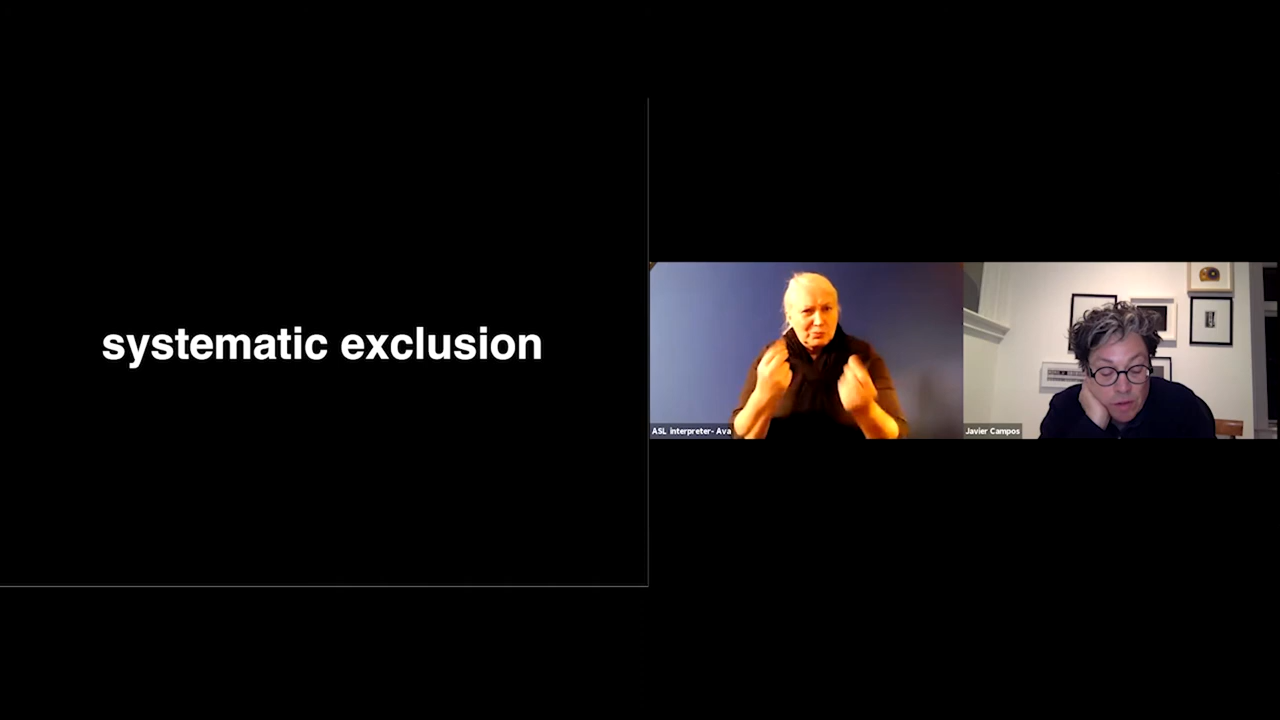 systematic exclusion
ASL interpreter- Ava
Javier Campos